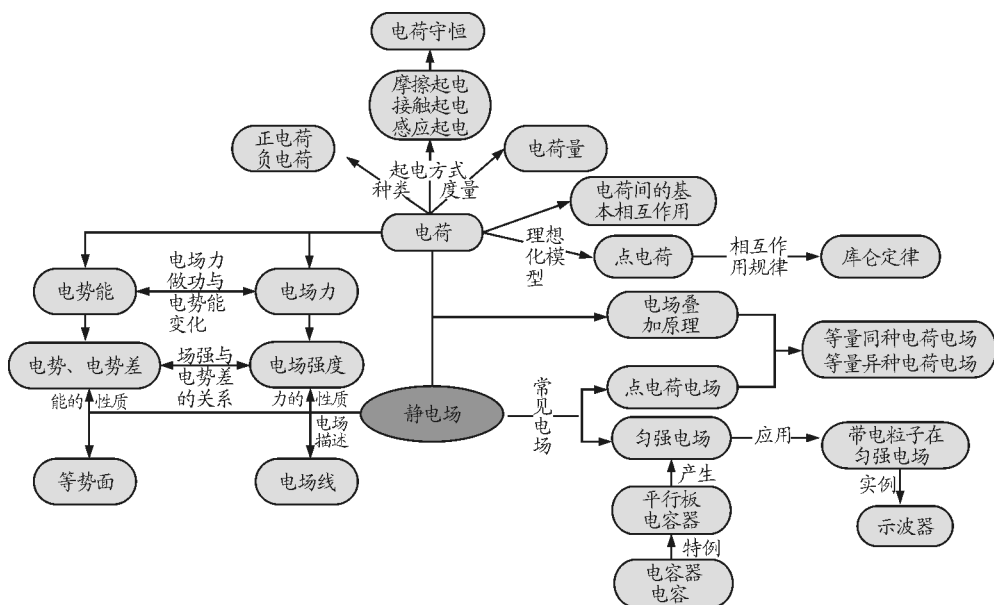 电荷守恒
摩擦起电
接触起电
感应起电
正电荷
负电荷
电荷量
起电方式
种类
度量
电荷间的基
本相互作用
电荷
理想
化模
型
点电荷
相互作
用规律
库仑定律
电势能
电场力
做功与
电势能
变化
电场力
电场叠
加原理
等量同种电荷电场
等量异种电荷电场
电势、电势差
场强与
电势差
的关系
电场强度
点电荷电场
能的性质
力的性质
静电场
常见电场
电场
描述
匀强电场
应用
带电粒子在
匀强电场
等势面
电场线
产生
实例
平行板
电容器
示波器
特例
电容器
电容